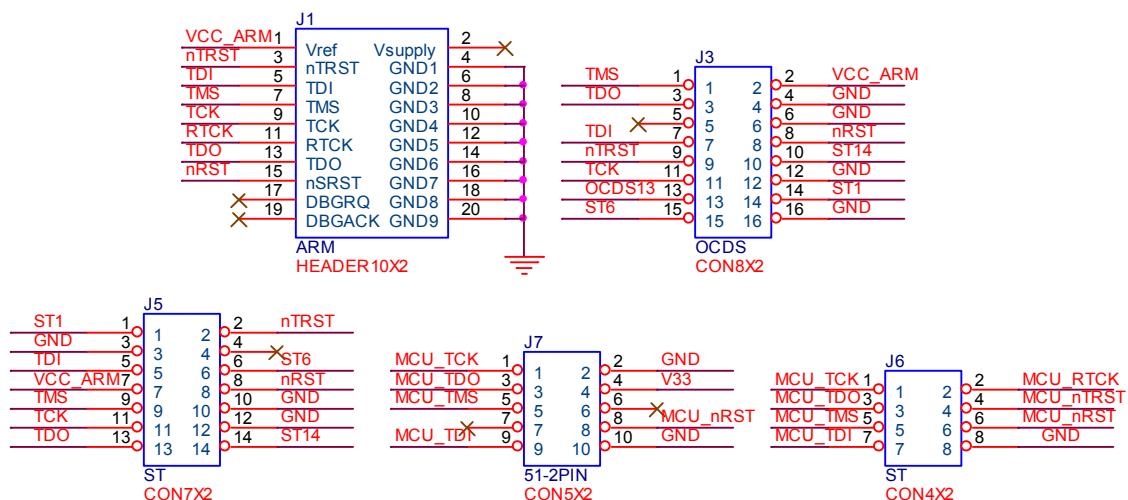 J1
VCC_ARM 1 Vref Vsupply 2
nTRST 3 nTRST GND1 4
TDI 5 TDI GND2 6
TMS 7 TMS GND3 8
TCK 9 TCK GND4 10
RTCK 11 RTCK GND5 12
TDO 13 TDO GND6 14
nRST 15 nSRST GND7 16
17 DBGRQ GND8 18
19 DBGACK GND9 20
ARM
HEADER10X2
J3
TMS 1 1 2 2 VCC_ARM
TDO 3 3 4 4 GND
5 5 6 6 GND
TDI 7 7 8 8 nRST
nTRST 9 9 10 10 ST14
TCK 11 11 12 12 GND
OCDS13 13 13 14 14 ST1
ST6 15 15 16 16 GND
OCDS
CON8X2
J5
ST1 1 1 2 2 nTRST
GND 3 3 4 4
TDI 5 5 6 6 ST6
VCC_ARM 7 7 8 8 nRST
TMS 9 9 10 10 GND
TCK 11 11 12 12 GND
TDO 13 13 14 14 ST14
ST
CON7X2
J7
MCU_TCK 1 1 2 2 GND
MCU_TDO 3 3 4 4 V33
MCU_TMS 5 5 6 6
7 7 8 8 MCU_nRST
MCU_TDI 9 9 10 10 GND
51-2PIN
CON5X2
J6
MCU_TCK 1 1 2 2 MCU_RTCK
MCU_TDO 3 3 4 4 MCU_nTRST
MCU_TMS 5 5 6 6 MCU_nRST
MCU_TDI 7 7 8 8 GND
ST
CON4X2